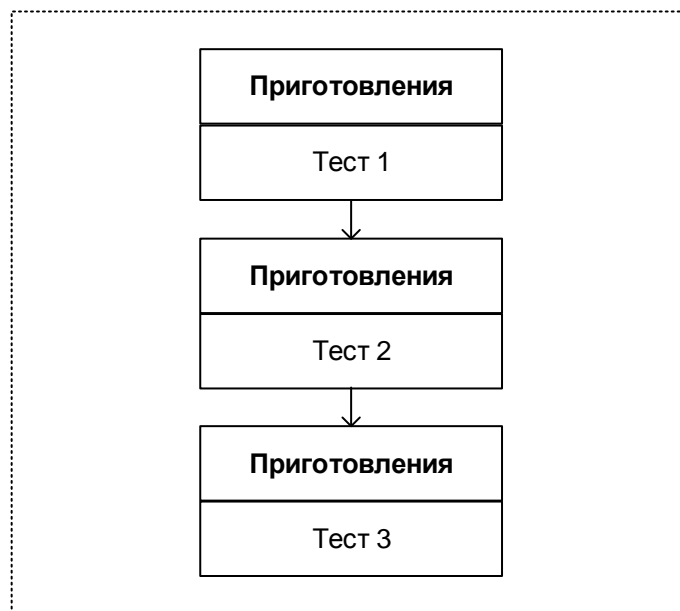 Приготовления
Тест 1
Приготовления
Тест 2
Приготовления
Тест 3